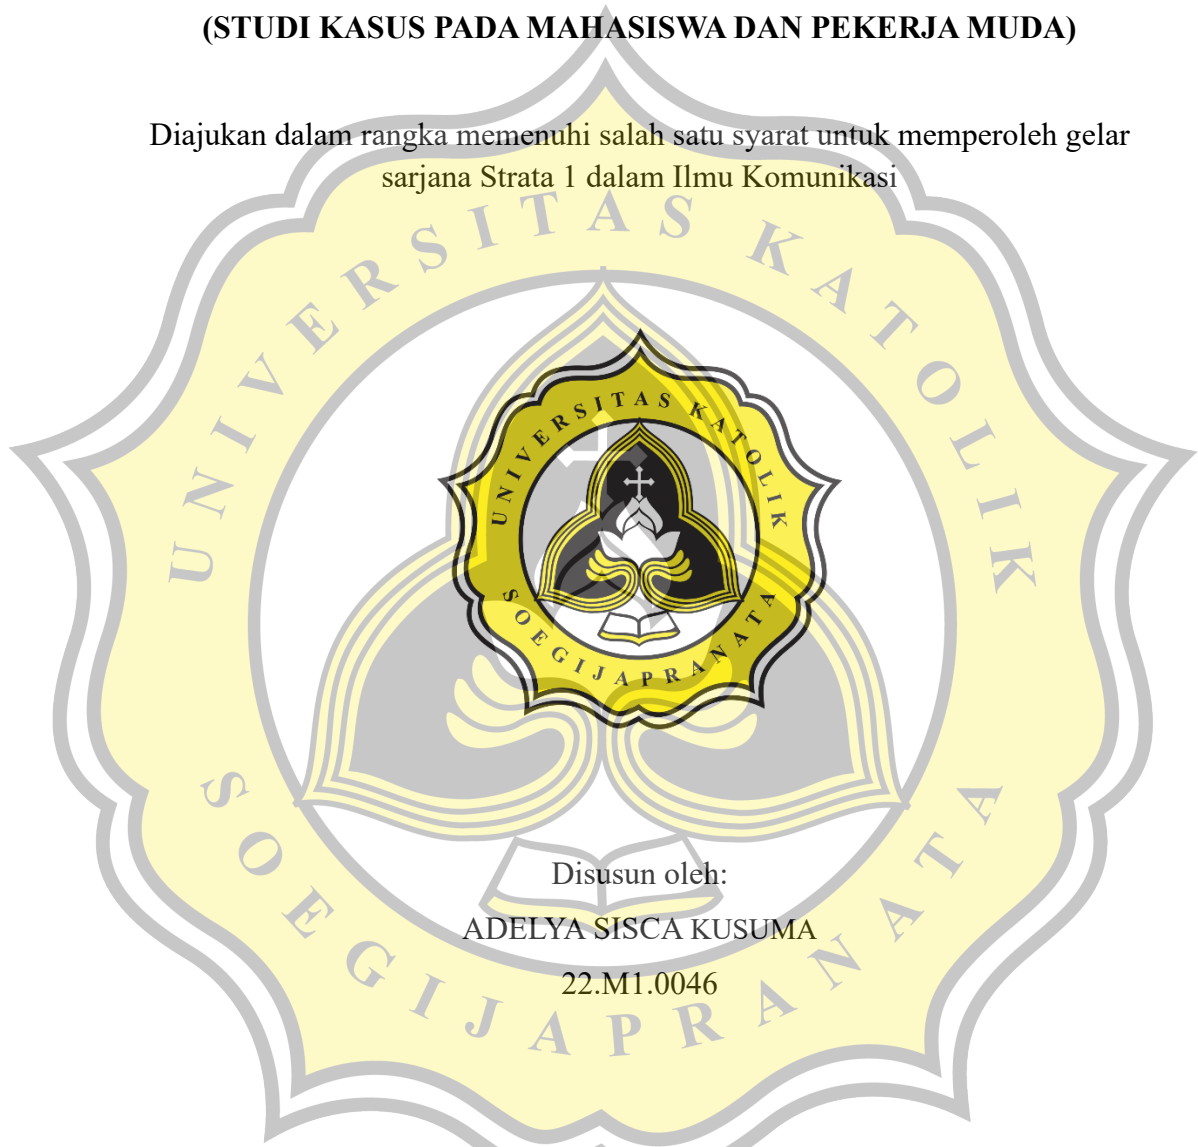 (STUDI KASUS PADA MAHASISWA DAN PEKERJA MUDA)
Diajukan dalam rangka memenuhi salah satu syarat untuk memperoleh gelar
sarjana Strata 1 dalam Ilmu Komunikasi
UNIVERSITAS KATOLIK
SOEGIJAPRANATA
UNIVERSITAS KATOLIK
SOEGIJAPRANATA
Disusun oleh:
ADELYA SISCA KUSUMA
22.M1.0046